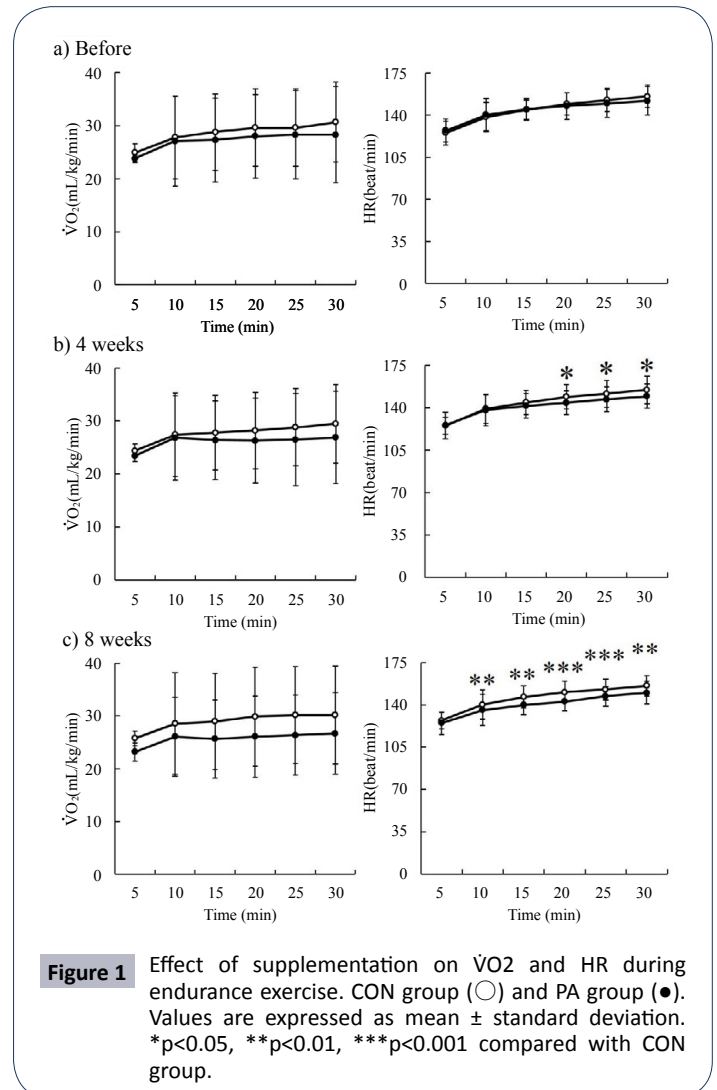 a) Before
40
30
20
10
0
V̇O₂(mL/kg/min)
5 10 15 20 25 30
Time (min)
175
140
105
70
35
0
HR(beat/min)
5 10 15 20 25 30
Time (min)
b) 4 weeks
40
30
20
10
0
V̇O₂(mL/kg/min)
5 10 15 20 25 30
Time (min)
175
140
105
70
35
0
HR(beat/min)
* * *
5 10 15 20 25 30
Time (min)
c) 8 weeks
40
30
20
10
0
V̇O₂(mL/kg/min)
5 10 15 20 25 30
Time (min)
175
140
105
70
35
0
HR(beat/min)
** ** *** *** **
5 10 15 20 25 30
Time (min)
Figure 1
Effect of supplementation on V̇O2 and HR during
endurance exercise. CON group (○) and PA group (●).
Values are expressed as mean ± standard deviation.
*p<0.05, **p<0.01, ***p<0.001 compared with CON
group.